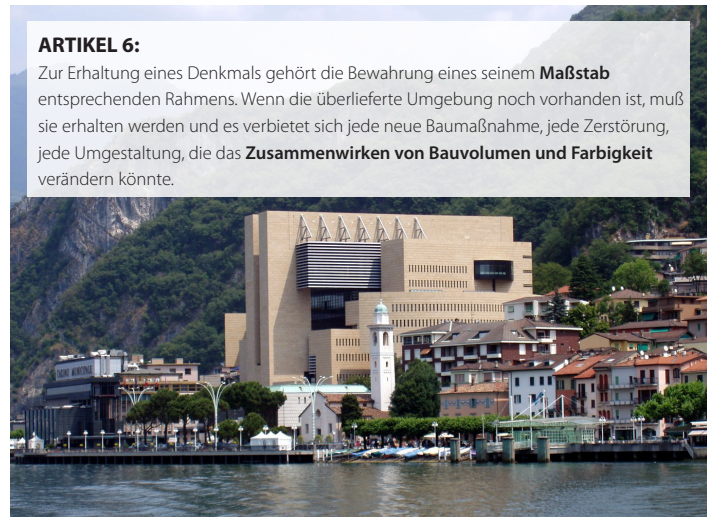 ARTIKEL 6:
Zur Erhaltung eines Denkmals gehört die Bewahrung eines seinem Maßstab
entsprechenden Rahmens. Wenn die überlieferte Umgebung noch vorhanden ist, muß
sie erhalten werden und es verbietet sich jede neue Baumaßnahme, jede Zerstörung,
jede Umgestaltung, die das Zusammenwirken von Bauvolumen und Farbigkeit
verändern könnte.